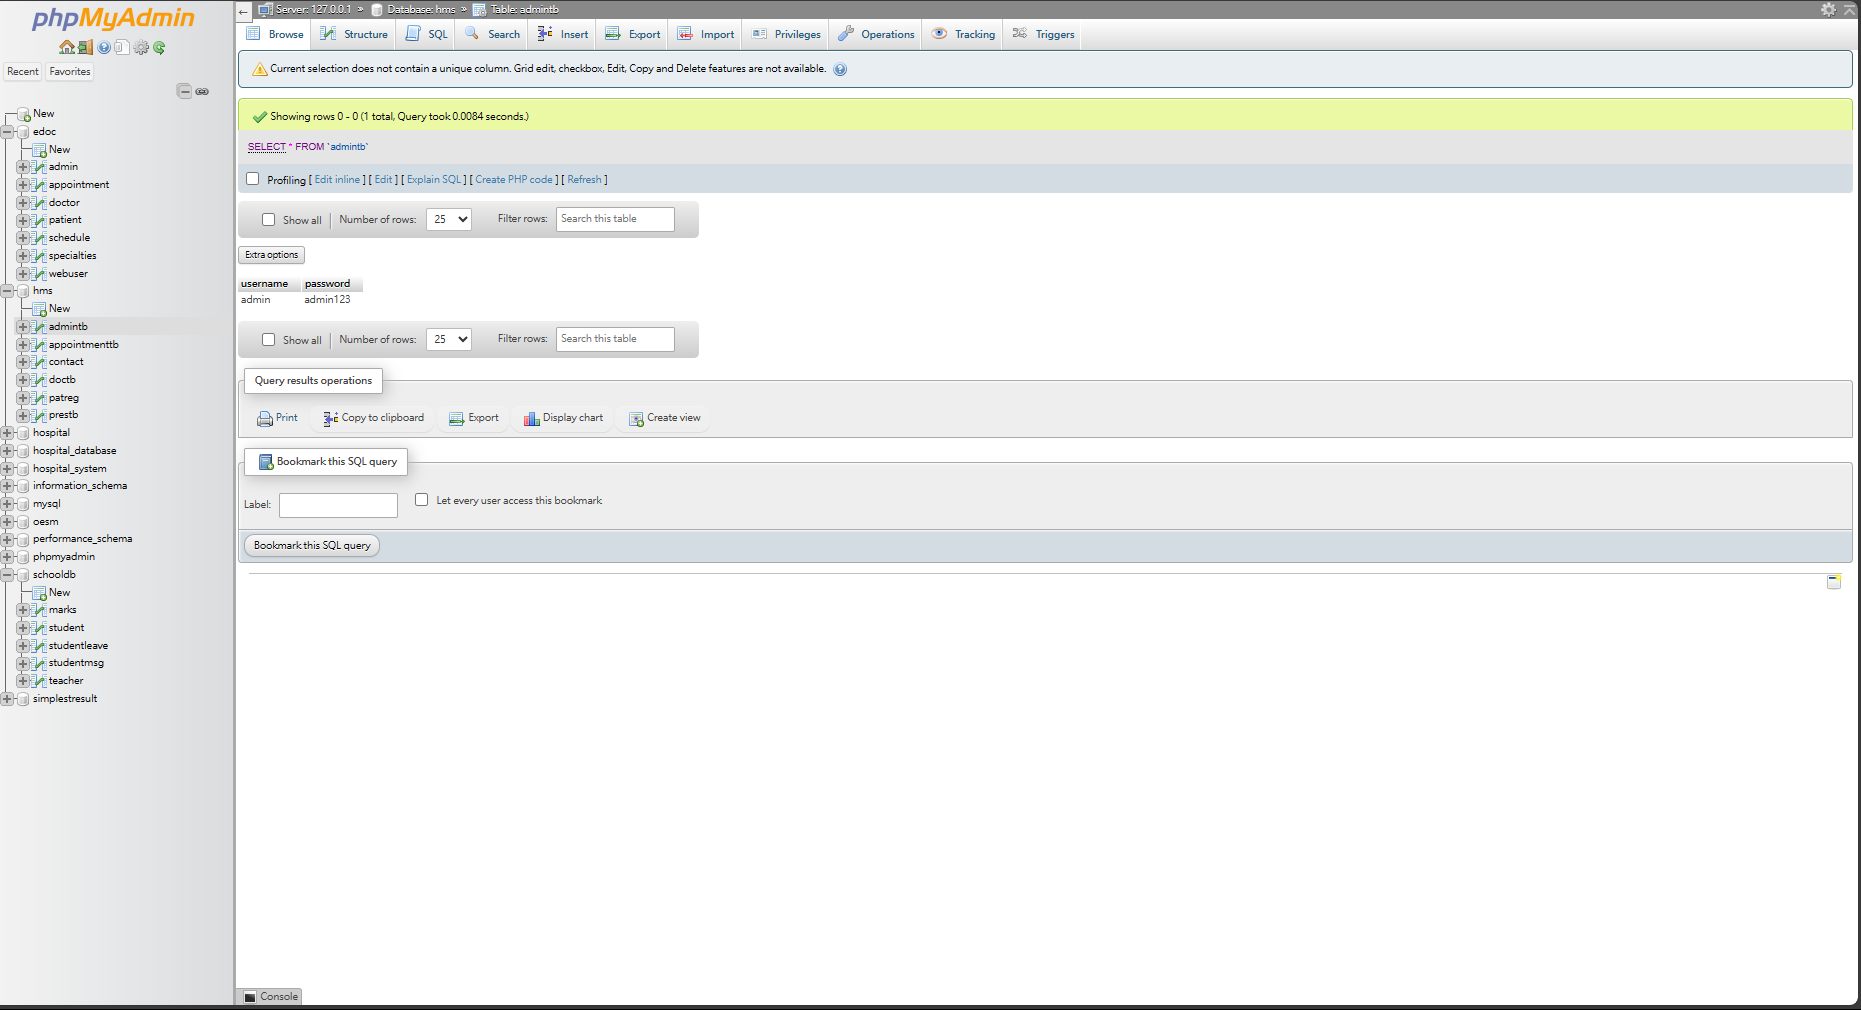 phpMyAdmin
Recent Favorites
New
edoc
New
admin
appointment
doctor
patient
schedule
specialties
webuser
hms
New
admintb
appointmenttb
contact
doctb
patreg
prestb
hospital
hospital_database
hospital_system
information_schema
mysql
oesm
performance_schema
phpmyadmin
schooldb
New
marks
student
studentleave
studentmsg
teacher
simplestresult
Server: 127.0.0.1 » Database: hms » Table: admintb
Browse Structure SQL Search Insert Export Import Privileges Operations Tracking Triggers
Current selection does not contain a unique column. Grid edit, checkbox, Edit, Copy and Delete features are not available.
Showing rows 0 - 0 (1 total, Query took 0.0084 seconds.)
SELECT * FROM `admintb`
Profiling [ Edit inline ] [ Edit ] [ Explain SQL ] [ Create PHP code ] [ Refresh ]
Show all Number of rows: 25 Filter rows: Search this table
Extra options
username password
admin admin123
Show all Number of rows: 25 Filter rows: Search this table
Query results operations
Print Copy to clipboard Export Display chart Create view
Bookmark this SQL query
Label: Let every user access this bookmark
Bookmark this SQL query
Console